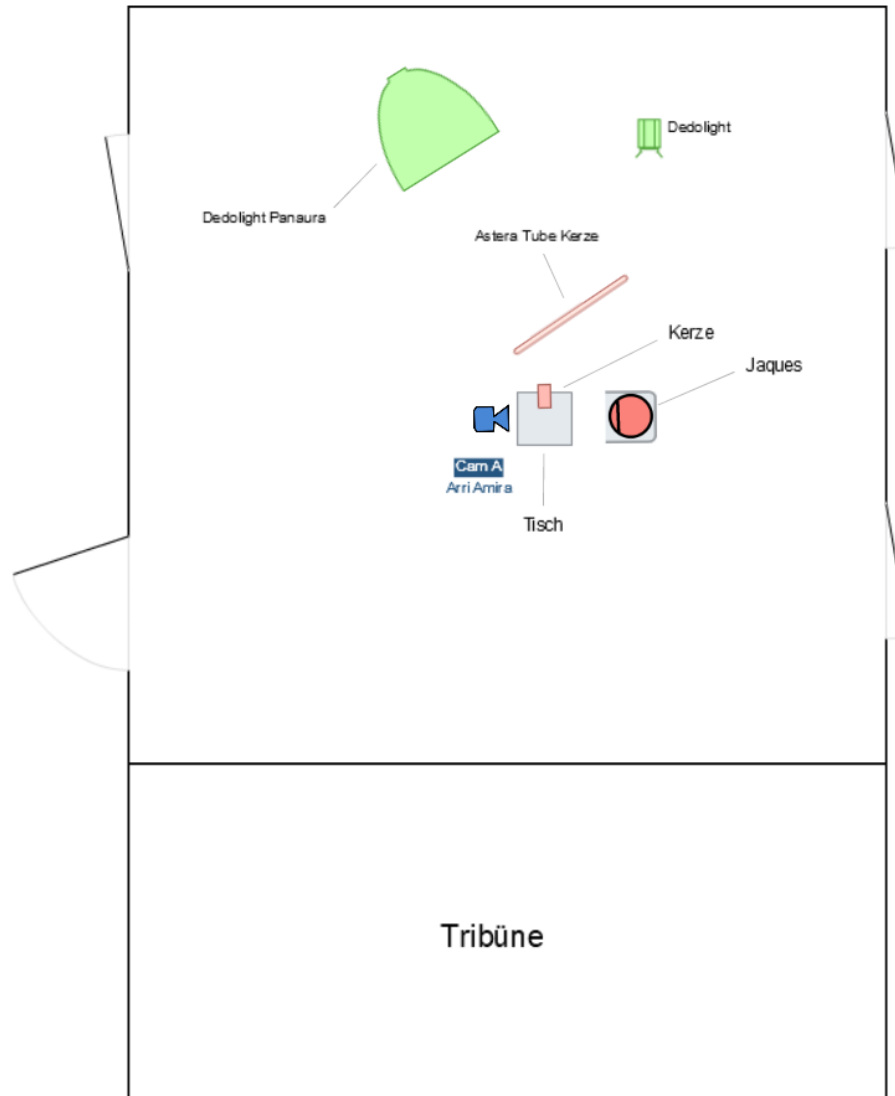 Dedolight
Dedolight Panaura
Astera Tube Kerze
Kerze
Jaques
Cam A
Arri Amira
Tisch
Tribüne